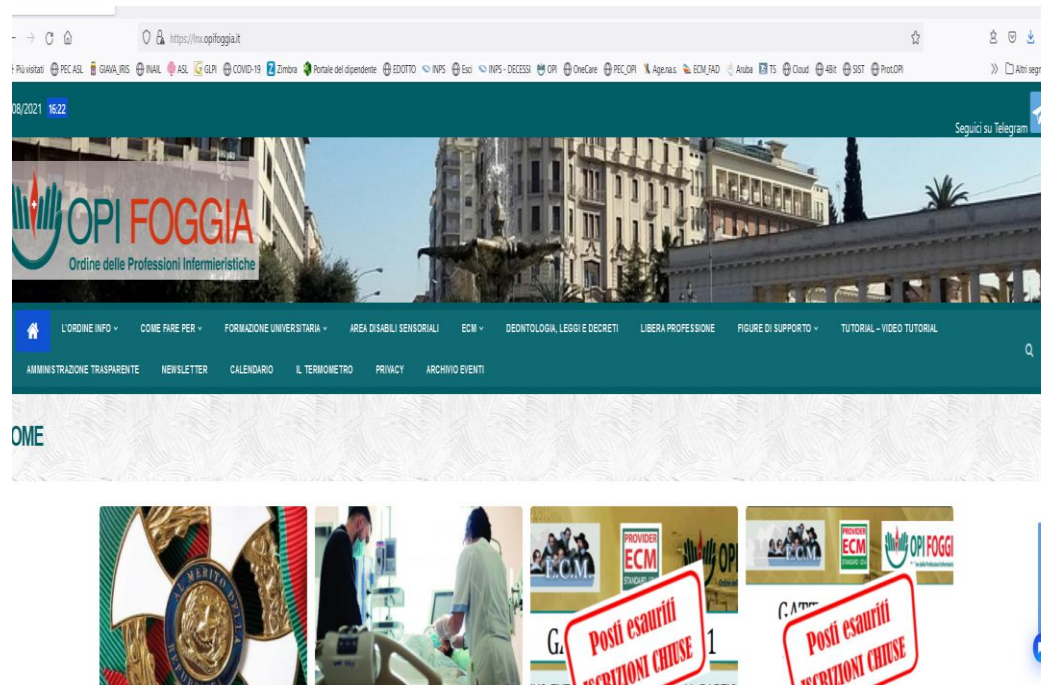 https://lnx.opifoggia.it
Più visitati PEC ASL GIAVA_IRIS INAIL ASL GLPI COVID-19 Zimbra Portale del dipendente EDOTTO INPS Esci INPS - DECESSI OPI OneCare PEC_OPI Age.na.s. ECM_FAD Aruba TS Cloud 4Bit SIST Prot.OPI Altri segn
08/2021 16:22
Seguici su Telegram
OPI FOGGIA
Ordine delle Professioni Infermieristiche
L'ORDINE INFO COME FARE PER FORMAZIONE UNIVERSITARIA AREA DISABILI SENSORIALI ECM DEONTOLOGIA, LEGGI E DECRETI LIBERA PROFESSIONE FIGURE DI SUPPORTO TUTORIAL – VIDEO TUTORIAL
AMMINISTRAZIONE TRASPARENTE NEWSLETTER CALENDARIO IL TERMOMETRO PRIVACY ARCHIVIO EVENTI
OME
AL MERITO DELLA
E.C.M.
PROVIDER
ECM
STANDARD 1214
OPI
Posti esauriti
ISCRIZIONI CHIUSE
E.C.M.
PROVIDER
ECM
STANDARD 1214
OPI FOGGI
Posti esauriti
ISCRIZIONI CHIUSE